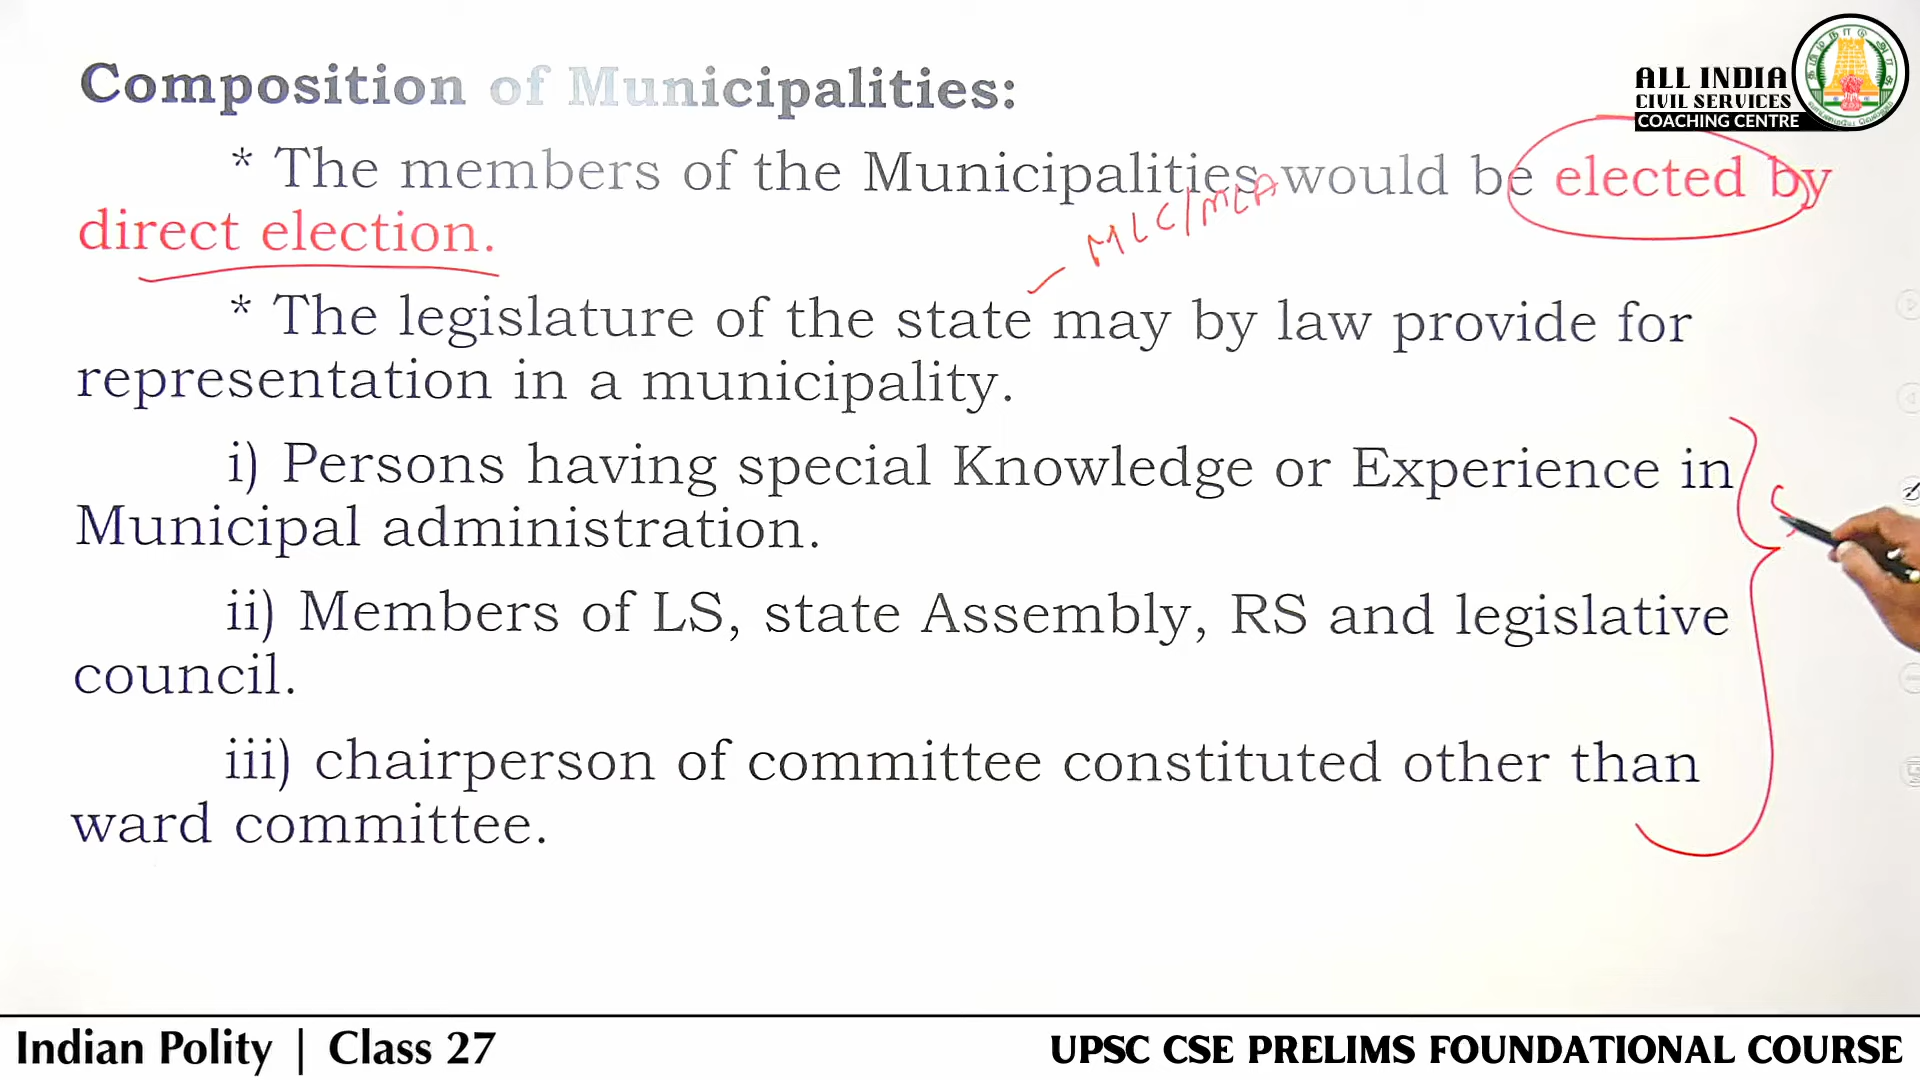 ALL INDIA
CIVIL SERVICES
COACHING CENTRE
Composition of Municipalities:
* The members of the Municipalities would be elected by
direct election.
MLC/MLA
* The legislature of the state may by law provide for
representation in a municipality.
i) Persons having special Knowledge or Experience in
Municipal administration.
ii) Members of LS, state Assembly, RS and legislative
council.
iii) chairperson of committee constituted other than
ward committee.
Indian Polity | Class 27
UPSC CSE PRELIMS FOUNDATIONAL COURSE